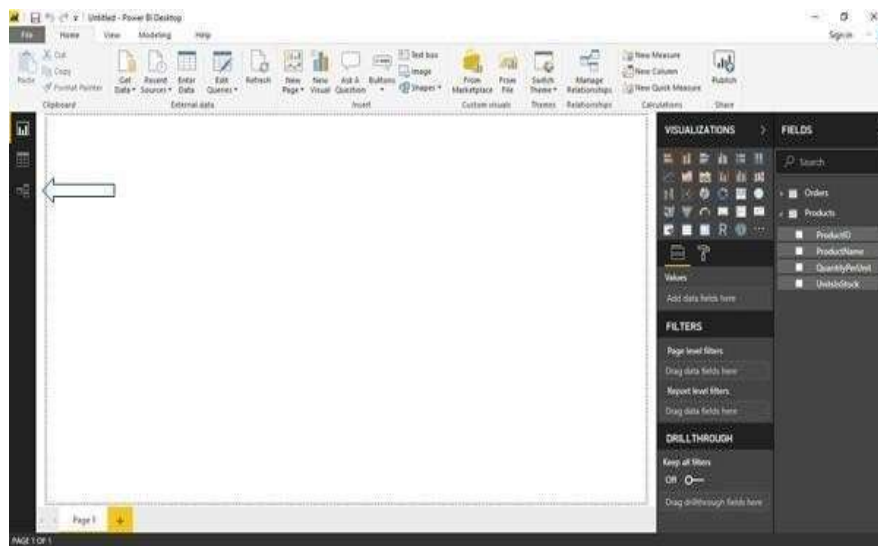 Untitled - Power BI Desktop
File Home View Modeling Help
Sign in
Paste
Cut
Copy
Format Painter
Get Data
Recent Sources
Enter Data
Edit Queries
Refresh
New Page
New Visual
Ask A Question
Buttons
Text box
Image
Shapes
From Marketplace
From File
Switch Theme
Manage Relationships
New Measure
New Column
New Quick Measure
Publish
Clipboard External data Insert Custom visuals Themes Relationships Calculations Share
VISUALIZATIONS
R
Values
Add data fields here
FILTERS
Page level filters
Drag data fields here
Report level filters
Drag data fields here
DRILLTHROUGH
Keep all filters
Off
Drag drillthrough fields here
FIELDS
Search
Orders
Products
ProductID
ProductName
QuantityPerUnit
UnitsInStock
Page 1
PAGE 1 OF 1